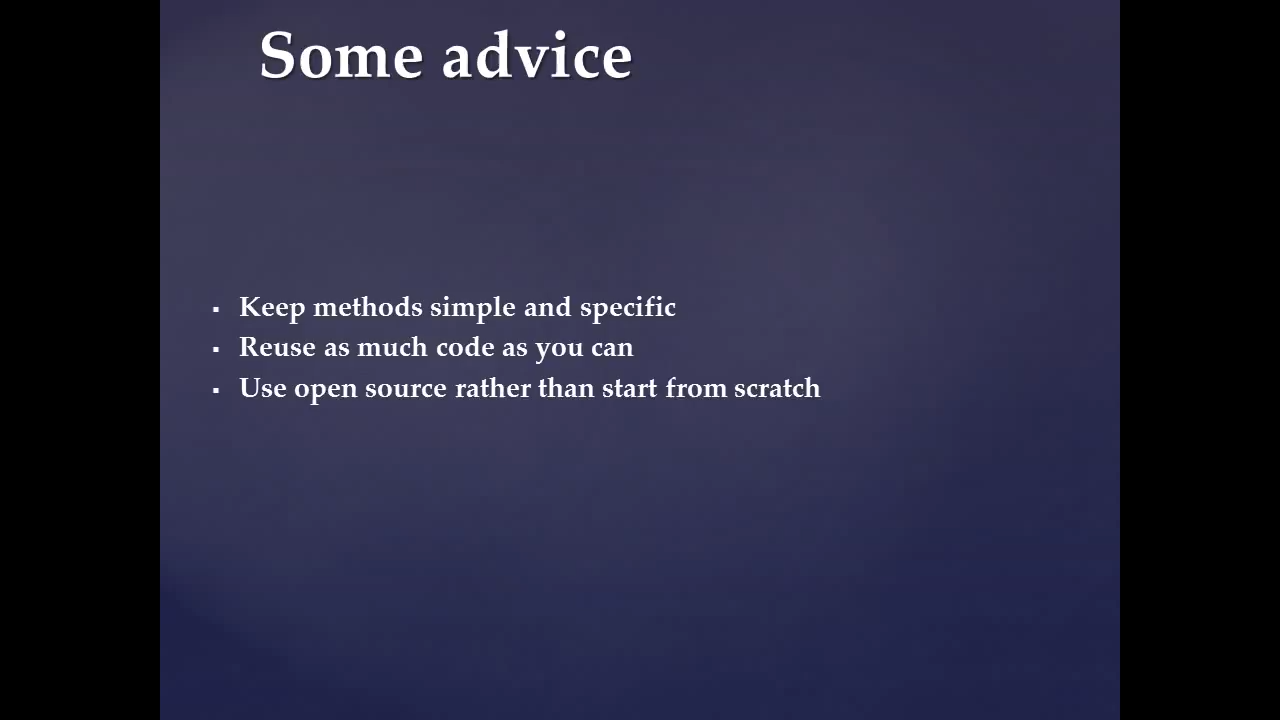 Some advice
▪ Keep methods simple and specific
▪ Reuse as much code as you can
▪ Use open source rather than start from scratch